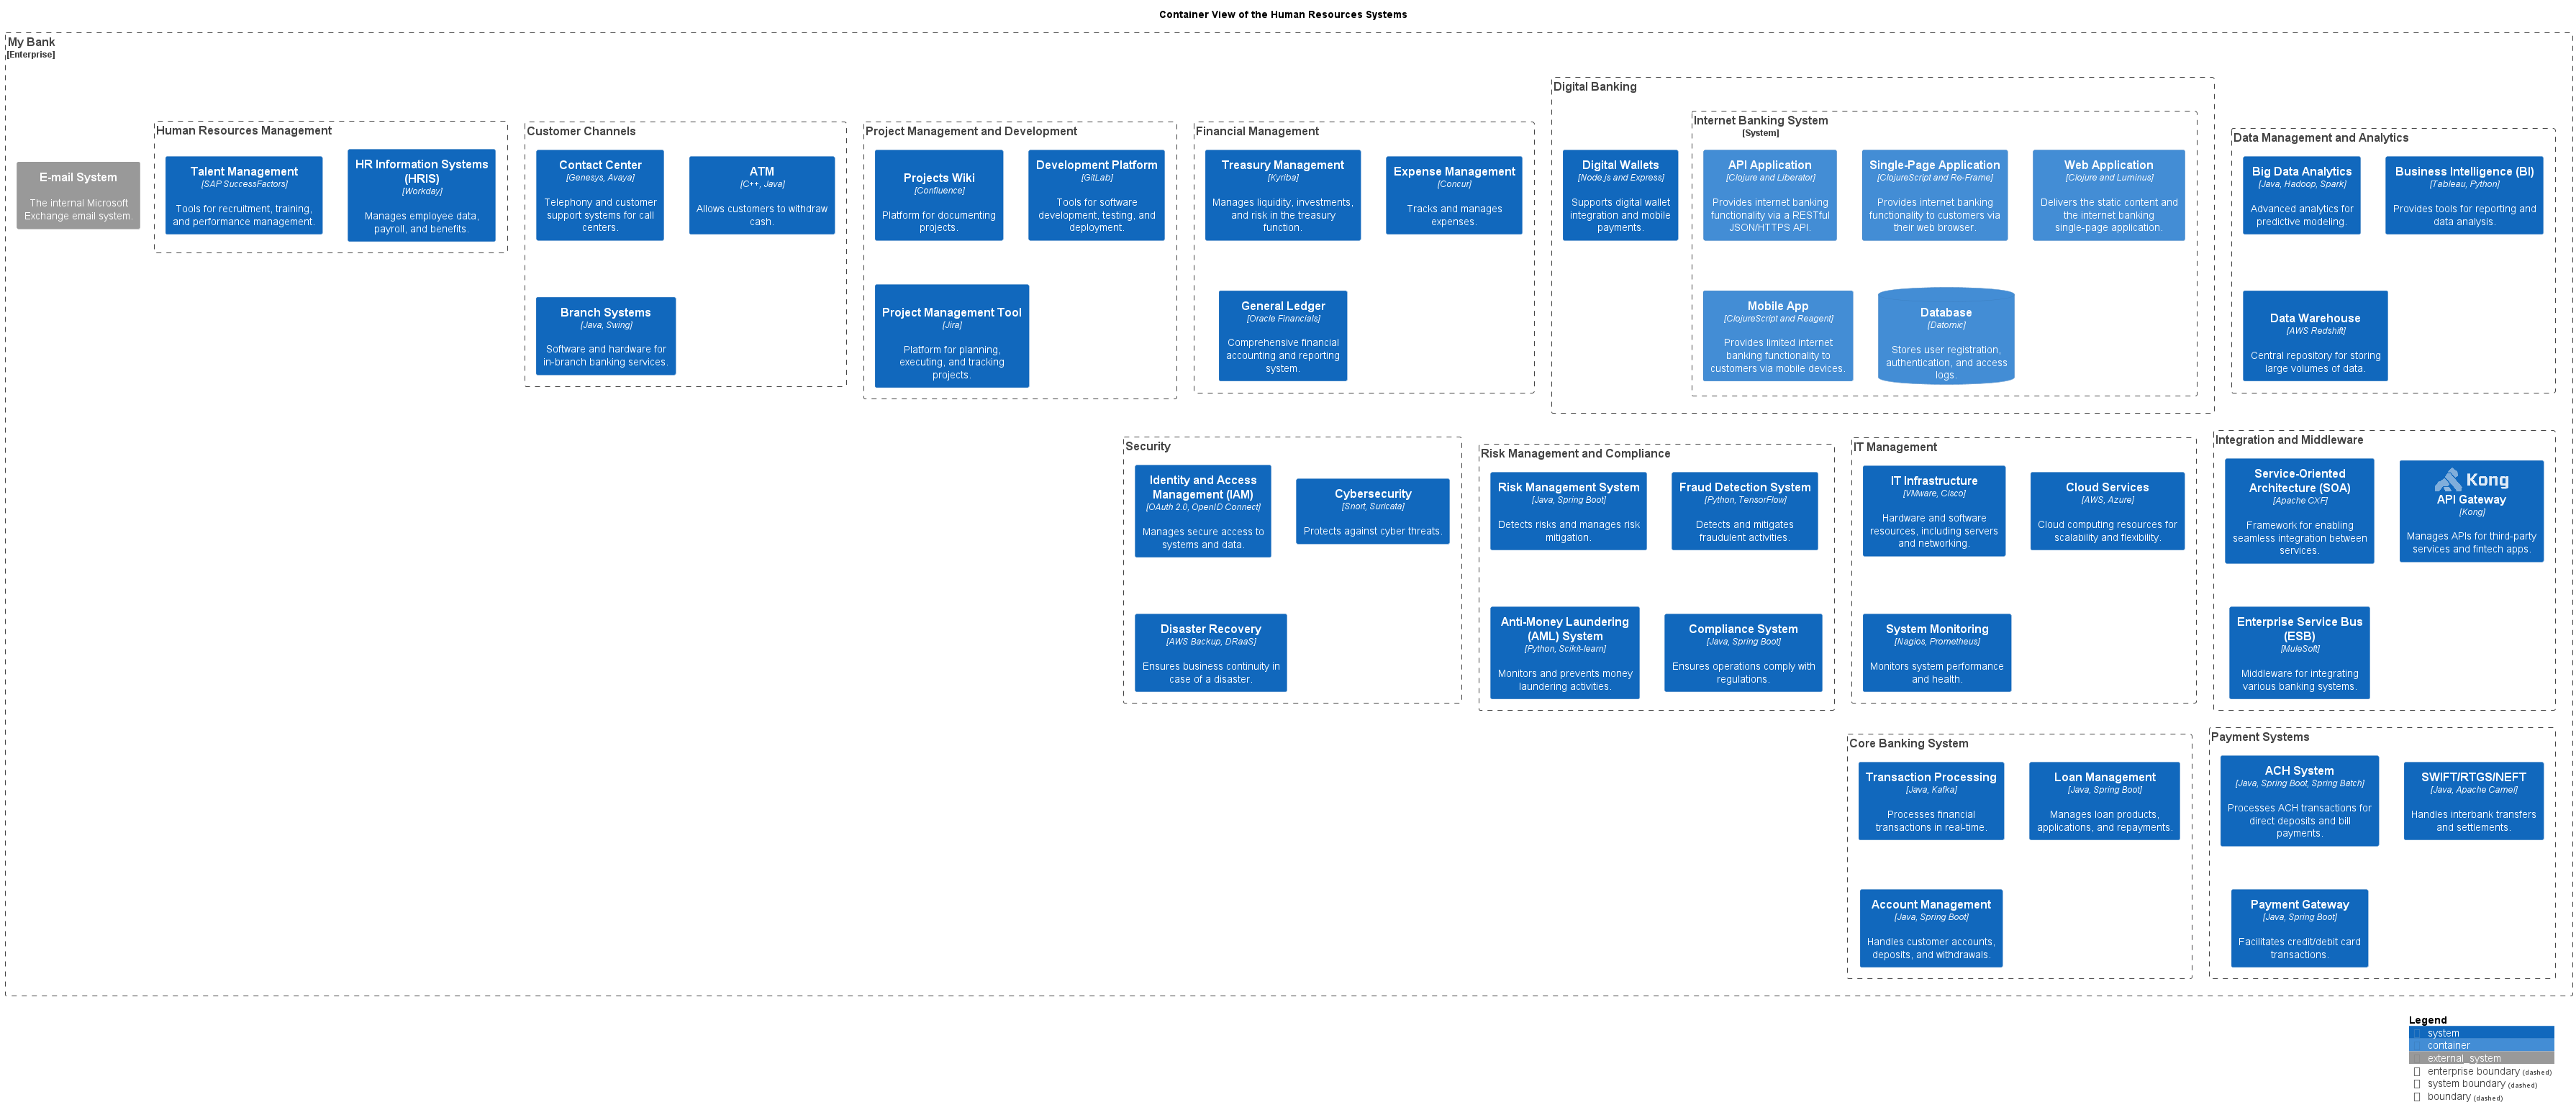 Container View of the Human Resources Systems
My Bank
[Enterprise]
E-mail System
The internal Microsoft
Exchange email system.
Human Resources Management
Talent Management
[SAP SuccessFactors]
Tools for recruitment, training,
and performance management.
HR Information Systems
(HRIS)
[Workday]
Manages employee data,
payroll, and benefits.
Customer Channels
Contact Center
[Genesys, Avaya]
Telephony and customer
support systems for call
centers.
ATM
[C++, Java]
Allows customers to withdraw
cash.
Branch Systems
[Java, Swing]
Software and hardware for
in-branch banking services.
Project Management and Development
Projects Wiki
[Confluence]
Platform for documenting
projects.
Development Platform
[GitLab]
Tools for software
development, testing, and
deployment.
Project Management Tool
[Jira]
Platform for planning,
executing, and tracking
projects.
Financial Management
Treasury Management
[Kyriba]
Manages liquidity, investments,
and risk in the treasury
function.
Expense Management
[Concur]
Tracks and manages
expenses.
General Ledger
[Oracle Financials]
Comprehensive financial
accounting and reporting
system.
Digital Banking
Digital Wallets
[Node.js and Express]
Supports digital wallet
integration and mobile
payments.
Internet Banking System
[System]
API Application
[Clojure and Liberator]
Provides internet banking
functionality via a RESTful
JSON/HTTPS API.
Single-Page Application
[ClojureScript and Re-Frame]
Provides internet banking
functionality to customers via
their web browser.
Web Application
[Clojure and Luminus]
Delivers the static content and
the internet banking
single-page application.
Mobile App
[ClojureScript and Reagent]
Provides limited internet
banking functionality to
customers via mobile devices.
Database
[Datomic]
Stores user registration,
authentication, and access
logs.
Data Management and Analytics
Big Data Analytics
[Java, Hadoop, Spark]
Advanced analytics for
predictive modeling.
Business Intelligence (BI)
[Tableau, Python]
Provides tools for reporting and
data analysis.
Data Warehouse
[AWS Redshift]
Central repository for storing
large volumes of data.
Security
Identity and Access
Management (IAM)
[OAuth 2.0, OpenID Connect]
Manages secure access to
systems and data.
Cybersecurity
[Snort, Suricata]
Protects against cyber threats.
Disaster Recovery
[AWS Backup, DRaaS]
Ensures business continuity in
case of a disaster.
Risk Management and Compliance
Risk Management System
[Java, Spring Boot]
Detects risks and manages risk
mitigation.
Fraud Detection System
[Python, TensorFlow]
Detects and mitigates
fraudulent activities.
Anti-Money Laundering
(AML) System
[Python, Scikit-learn]
Monitors and prevents money
laundering activities.
Compliance System
[Java, Spring Boot]
Ensures operations comply with
regulations.
IT Management
IT Infrastructure
[VMware, Cisco]
Hardware and software
resources, including servers
and networking.
Cloud Services
[AWS, Azure]
Cloud computing resources for
scalability and flexibility.
System Monitoring
[Nagios, Prometheus]
Monitors system performance
and health.
Integration and Middleware
Service-Oriented
Architecture (SOA)
[Apache CXF]
Framework for enabling
seamless integration between
services.
Kong
API Gateway
[Kong]
Manages APIs for third-party
services and fintech apps.
Enterprise Service Bus
(ESB)
[MuleSoft]
Middleware for integrating
various banking systems.
Core Banking System
Transaction Processing
[Java, Kafka]
Processes financial
transactions in real-time.
Loan Management
[Java, Spring Boot]
Manages loan products,
applications, and repayments.
Account Management
[Java, Spring Boot]
Handles customer accounts,
deposits, and withdrawals.
Payment Systems
ACH System
[Java, Spring Boot, Spring Batch]
Processes ACH transactions for
direct deposits and bill
payments.
SWIFT/RTGS/NEFT
[Java, Apache Camel]
Handles interbank transfers
and settlements.
Payment Gateway
[Java, Spring Boot]
Facilitates credit/debit card
transactions.
Legend
system
container
external_system
enterprise boundary (dashed)
system boundary (dashed)
boundary (dashed)